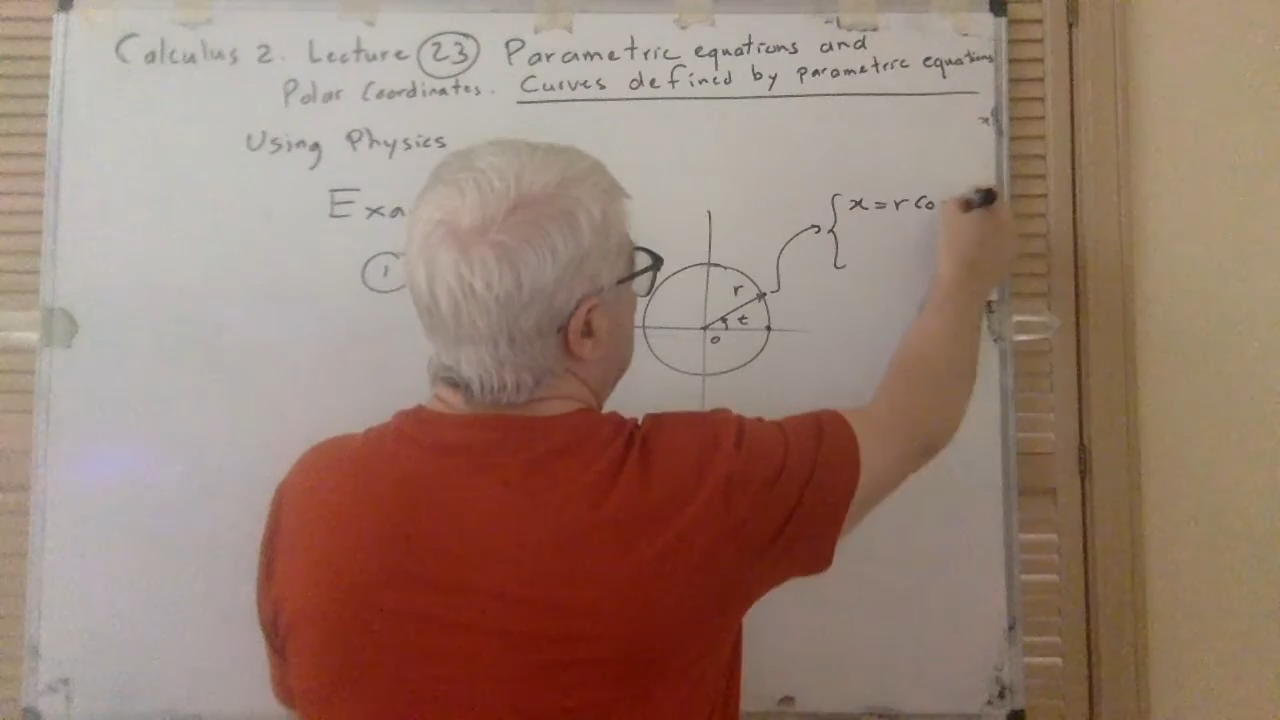 Calculus 2. Lecture 23 Parametric equations and
Polar Coordinates. Curves defined by parametric equations
Using Physics
Exa
1
x = r Co
r
t
o
x